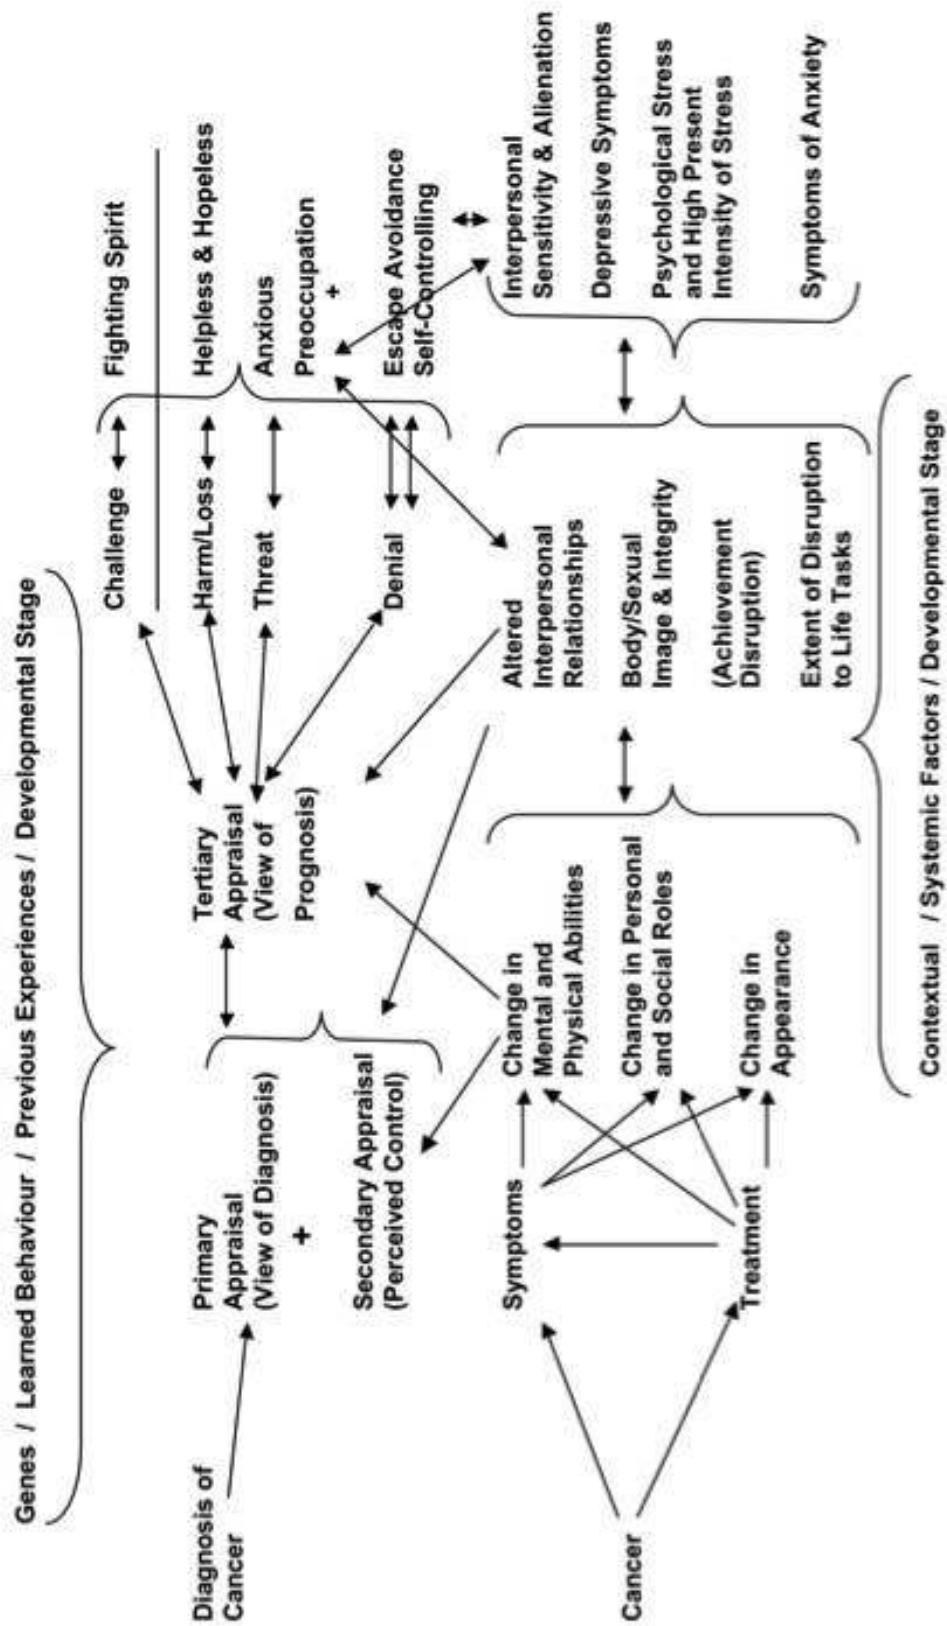 Genes / Learned Behaviour / Previous Experiences / Developmental Stage
Diagnosis of
Cancer
Primary
Appraisal
(View of Diagnosis)
+
Secondary Appraisal
(Perceived Control)
Tertiary
Appraisal
(View of
Prognosis)
Challenge
Harm/Loss
Threat
Denial
Fighting Spirit
Helpless & Hopeless
Anxious
Preoccupation
+
Escape Avoidance
Self-Controlling
Cancer
Symptoms
Treatment
Change in
Mental and
Physical Abilities
Change in Personal
and Social Roles
Change in
Appearance
Altered
Interpersonal
Relationships
Body/Sexual
Image & Integrity
(Achievement
Disruption)
Extent of Disruption
to Life Tasks
Interpersonal
Sensitivity & Alienation
Depressive Symptoms
Psychological Stress
and High Present
Intensity of Stress
Symptoms of Anxiety
Contextual / Systemic Factors / Developmental Stage